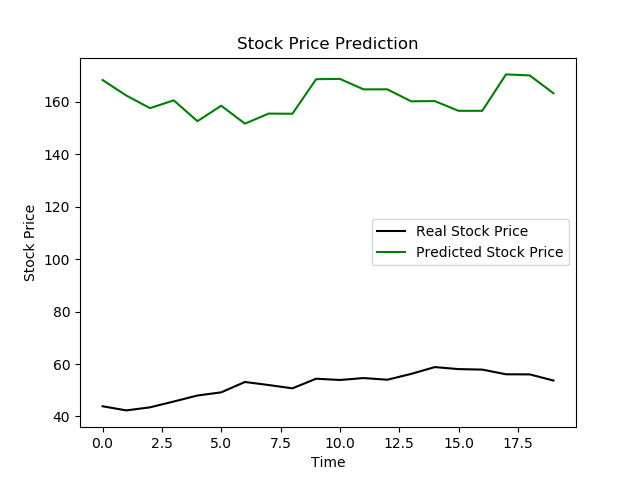 Stock Price Prediction
160
140
120
100
80
60
40
Stock Price
Real Stock Price
Predicted Stock Price
0.0 2.5 5.0 7.5 10.0 12.5 15.0 17.5
Time